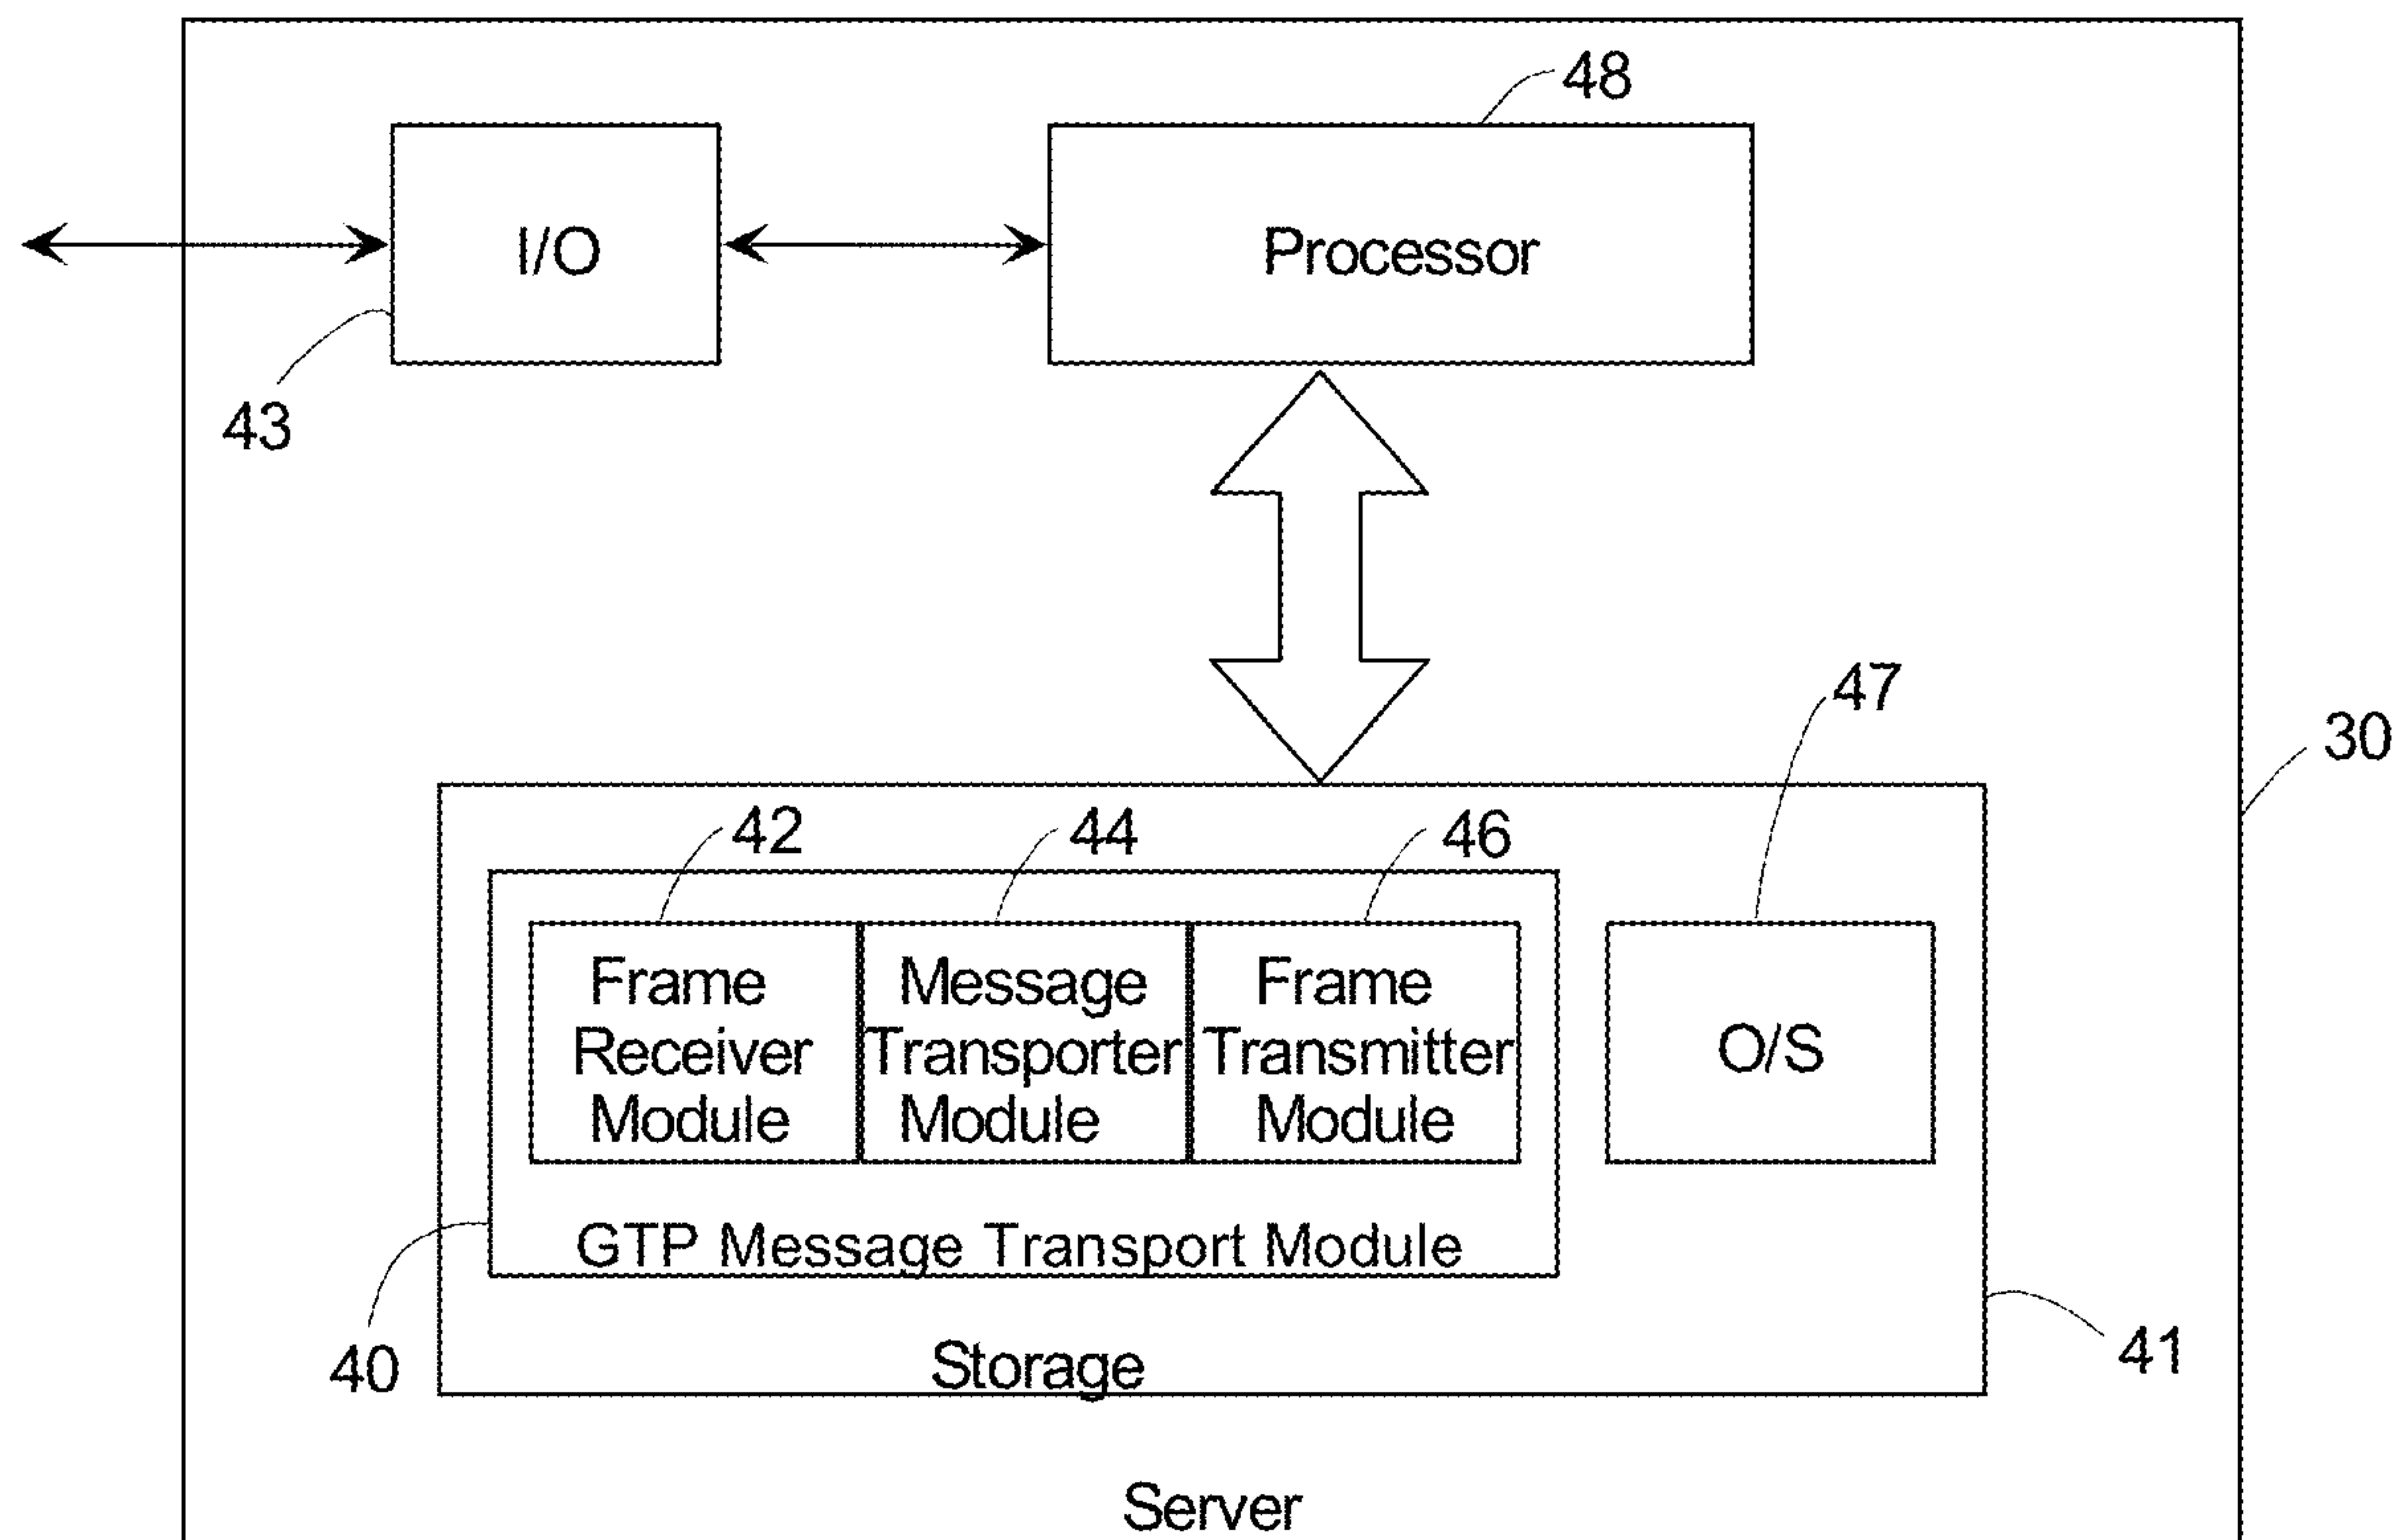 48
I/O
Processor
43
47
30
42
44
46
Frame
Receiver
Module
Message
Transporter
Module
Frame
Transmitter
Module
O/S
GTP Message Transport Module
40
Storage
41
Server